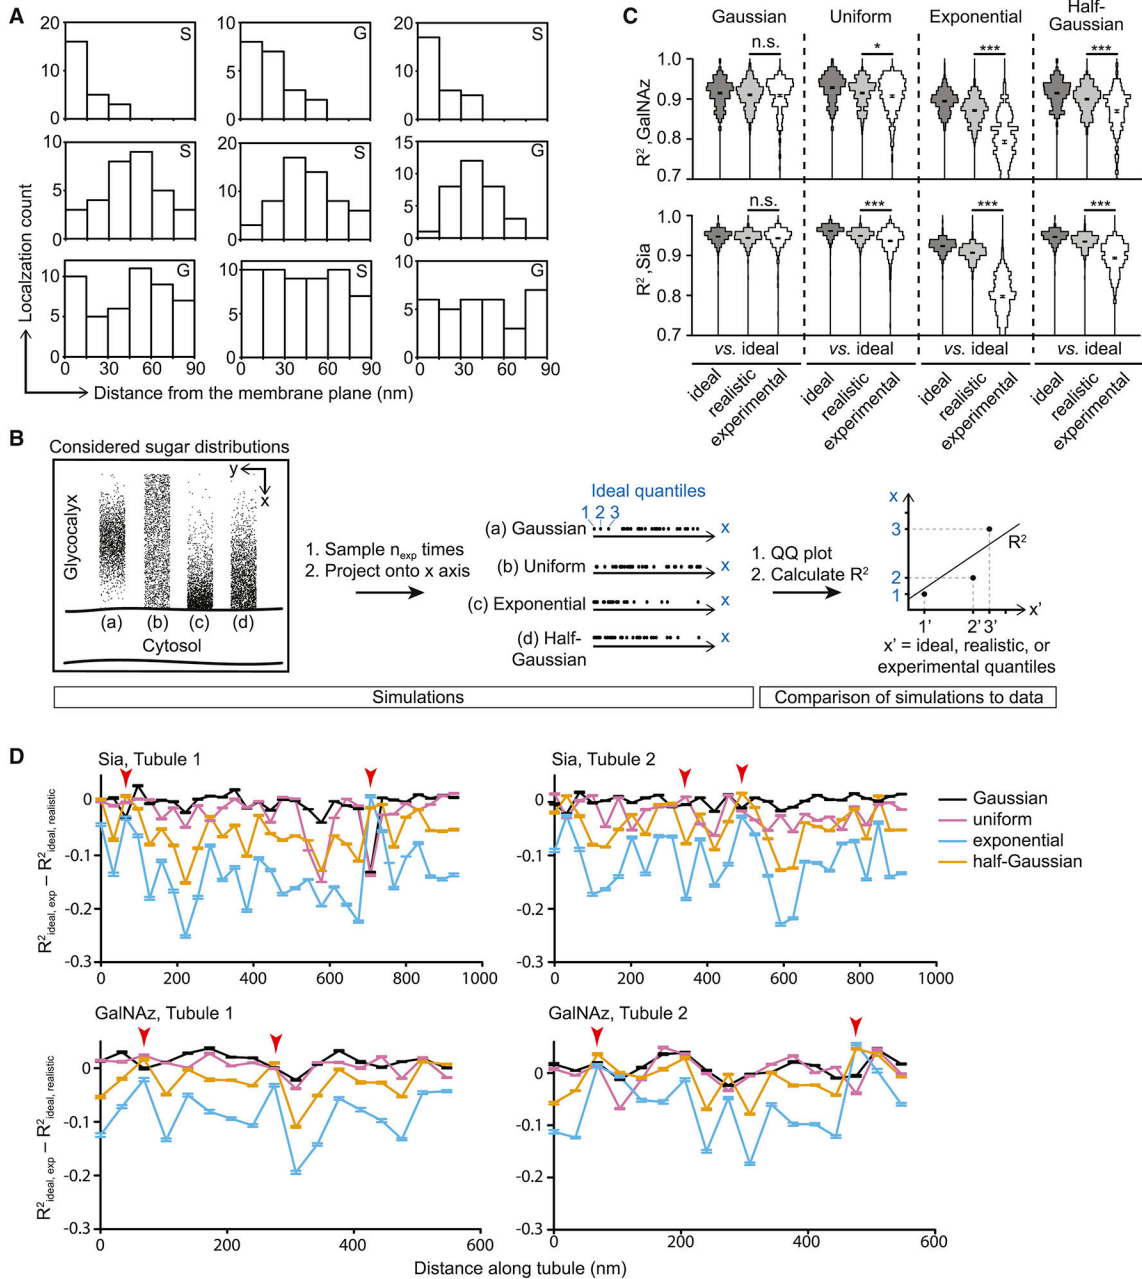 A
20
10
0
S
10
5
0
G
20
10
0
S
10
5
0
S
20
10
0
S
15
10
5
0
G
10
5
0
G
10
5
0
S
10
5
0
G
0 30 60 90
0 30 60 90
0 30 60 90
Localzation count
Distance from the membrane plane (nm)
C
Gaussian Uniform Exponential Half-
Gaussian
n.s. * *** ***
1.0
0.9
0.8
0.7
R²,GalNAz
n.s. *** *** ***
1.0
0.9
0.8
0.7
R²,Sia
vs. ideal vs. ideal vs. ideal vs. ideal
ideal realistic experimental ideal realistic experimental ideal realistic experimental ideal realistic experimental
B
Considered sugar distributions
Glycocalyx
y
x
(a) (b) (c) (d)
Cytosol
1. Sample nexp times
2. Project onto x axis
Ideal quantiles
1 2 3
(a) Gaussian x
(b) Uniform x
(c) Exponential x
(d) Half-
Gaussian x
1. QQ plot
2. Calculate R²
x
3
2
1
R²
x'
1' 2' 3'
x' = ideal, realistic, or
experimental quantiles
Simulations
Comparison of simulations to data
D
Sia, Tubule 1
0
-0.1
-0.2
-0.3
0 200 400 600 800 1000
R²ideal, exp – R²ideal, realistic
Sia, Tubule 2
0
-0.1
-0.2
-0.3
0 200 400 600 800 1000
Gaussian
uniform
exponential
half-Gaussian
GalNAz, Tubule 1
0
-0.1
-0.2
-0.3
0 200 400 600
R²ideal, exp – R²ideal, realistic
GalNAz, Tubule 2
0
-0.1
-0.2
-0.3
0 200 400 600
Distance along tubule (nm)